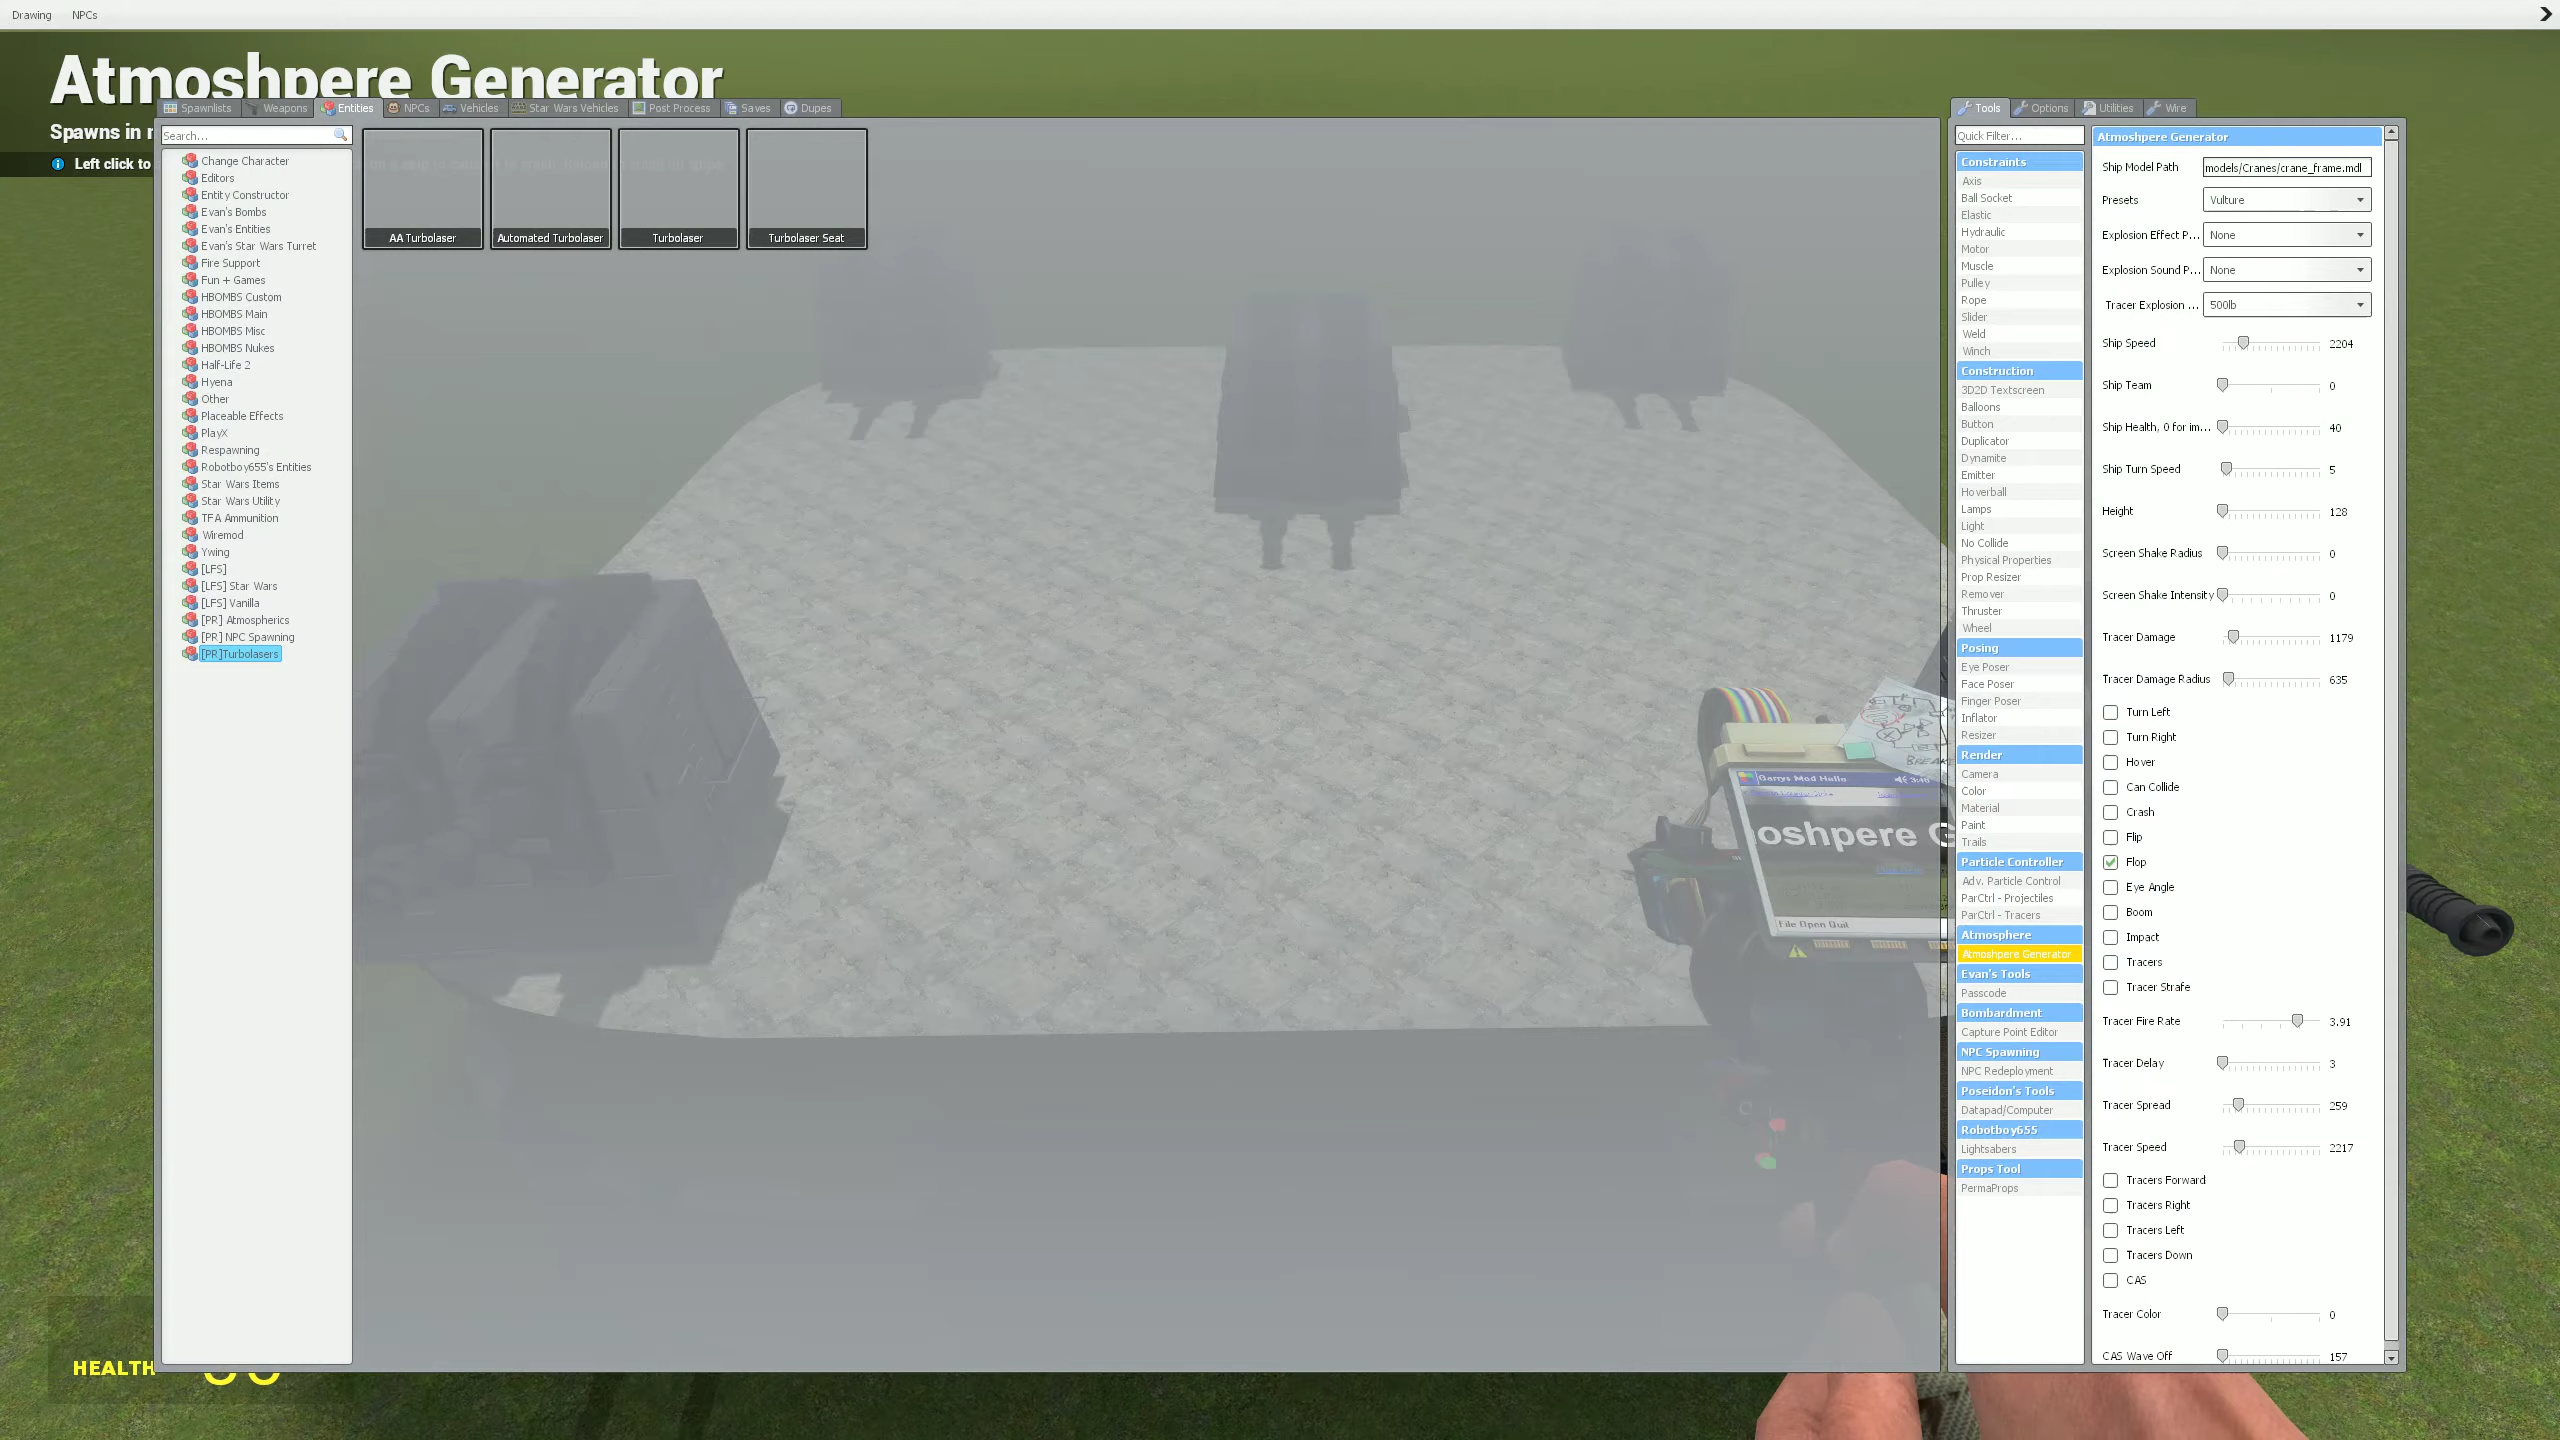 Drawing NPCs
Atmoshpere Generator
Spawns in
Left click to
Spawnlists Weapons Entities NPCs Vehicles Star Wars Vehicles Post Process Saves Dupes
Search...
Change Character
Editors
Entity Constructor
Evan's Bombs
Evan's Entities
Evan's Star Wars Turret
Fire Support
Fun + Games
HBOMBS Custom
HBOMBS Main
HBOMBS Misc
HBOMBS Nukes
Half-Life 2
Hyena
Other
Placeable Effects
PlayX
Respawning
Robotboy655's Entities
Star Wars Items
Star Wars Utility
TFA Ammunition
Wiremod
Ywing
[LFS]
[LFS] Star Wars
[LFS] Vanilla
[PR] Atmospherics
[PR] NPC Spawning
[PR]Turbolasers
AA Turbolaser
Automated Turbolaser
Turbolaser
Turbolaser Seat
Garrys Mod Hello
oshpere G
File Open Quit
HEALTH
Tools Options Utilities Wire
Quick Filter...
Constraints
Axis
Ball Socket
Elastic
Hydraulic
Motor
Muscle
Pulley
Rope
Slider
Weld
Winch
Construction
3D2D Textscreen
Balloons
Button
Duplicator
Dynamite
Emitter
Hoverball
Lamps
Light
No Collide
Physical Properties
Prop Resizer
Remover
Thruster
Wheel
Posing
Eye Poser
Face Poser
Finger Poser
Inflator
Resizer
Render
Camera
Color
Material
Paint
Trails
Particle Controller
Adv. Particle Control
ParCtrl - Projectiles
ParCtrl - Tracers
Atmosphere
Atmoshpere Generator
Evan's Tools
Passcode
Bombardment
Capture Point Editor
NPC Spawning
NPC Redeployment
Poseidon's Tools
Datapad/Computer
Robotboy655
Lightsabers
Props Tool
PermaProps
Atmoshpere Generator
Ship Model Path models/Cranes/crane_frame.mdl
Presets Vulture
Explosion Effect P... None
Explosion Sound P... None
Tracer Explosion ... 500lb
Ship Speed 2204
Ship Team 0
Ship Health, 0 for im... 40
Ship Turn Speed 5
Height 128
Screen Shake Radius 0
Screen Shake Intensity 0
Tracer Damage 1179
Tracer Damage Radius 635
Turn Left
Turn Right
Hover
Can Collide
Crash
Flip
Flop
Eye Angle
Boom
Impact
Tracers
Tracer Strafe
Tracer Fire Rate 3.91
Tracer Delay 3
Tracer Spread 259
Tracer Speed 2217
Tracers Forward
Tracers Right
Tracers Left
Tracers Down
CAS
Tracer Color 0
CAS Wave Off 157